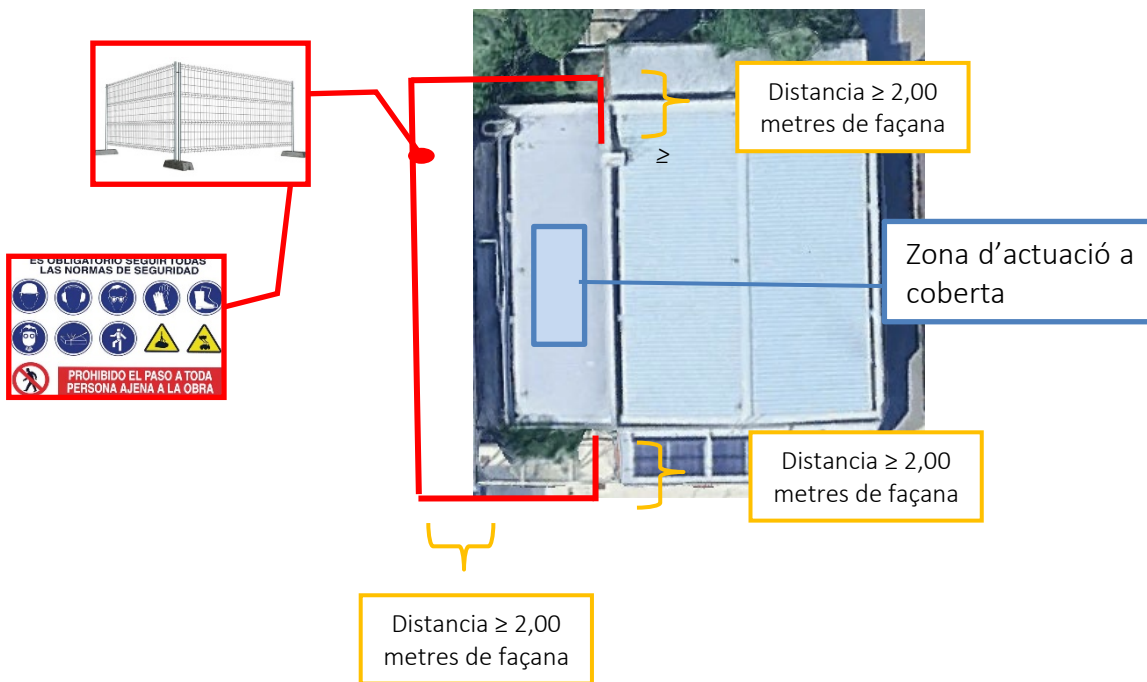 Distancia ≥ 2,00
metres de façana
≥
Zona d’actuació a
coberta
ES OBLIGATORIO SEGUIR TODAS
LAS NORMAS DE SEGURIDAD
PROHIBIDO EL PASO A TODA
PERSONA AJENA A LA OBRA
Distancia ≥ 2,00
metres de façana
Distancia ≥ 2,00
metres de façana